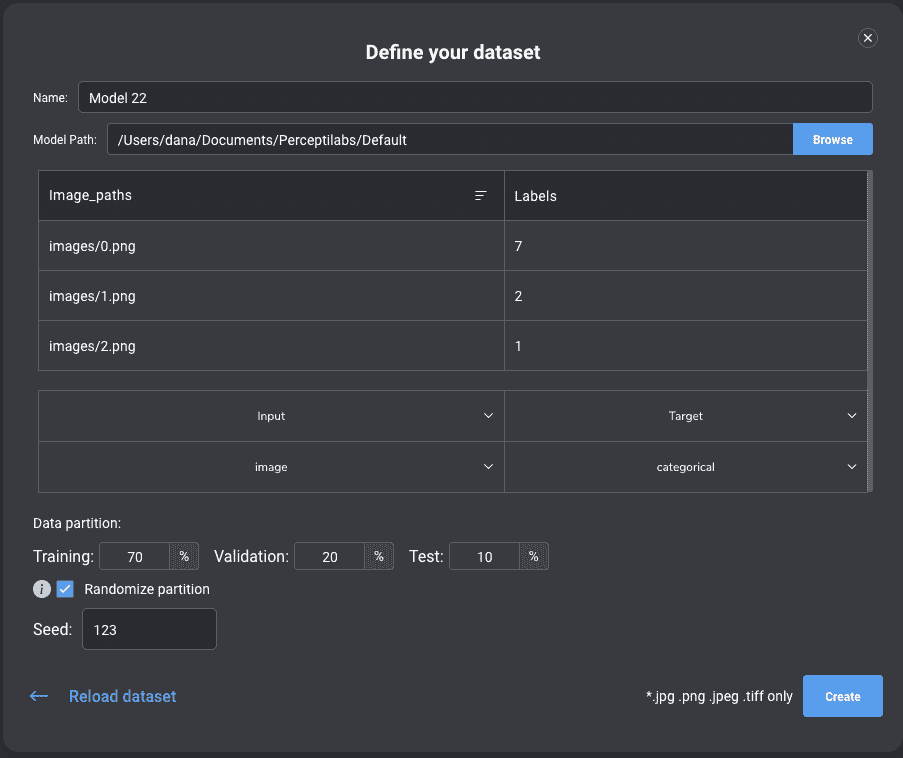 Define your dataset
Name: Model 22
Model Path: /Users/dana/Documents/Perceptilabs/Default Browse
Image_paths Labels
images/0.png 7
images/1.png 2
images/2.png 1
Input Target
image categorical
Data partition:
Training: 70 % Validation: 20 % Test: 10 %
i Randomize partition
Seed: 123
Reload dataset *.jpg .png .jpeg .tiff only Create